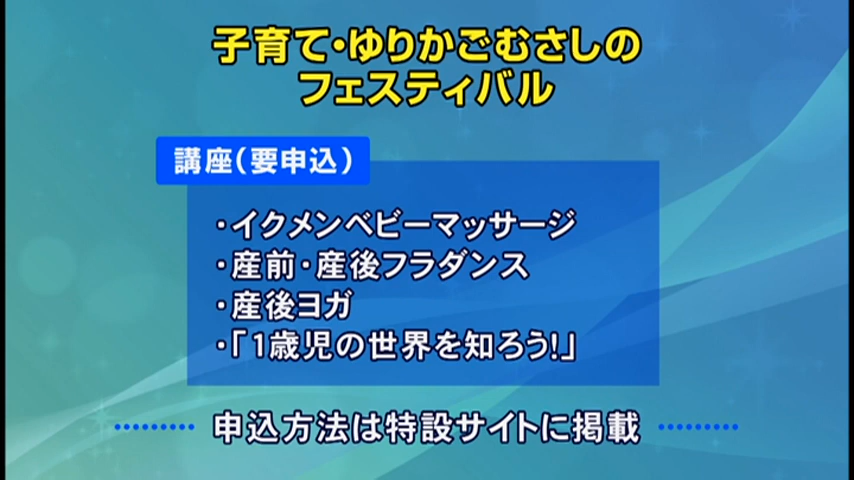 子育て・ゆりかごむさしの
フェスティバル
講座(要申込)
・イクメンベビーマッサージ
・産前・産後フラダンス
・産後ヨガ
・「1歳児の世界を知ろう!」
申込方法は特設サイトに掲載